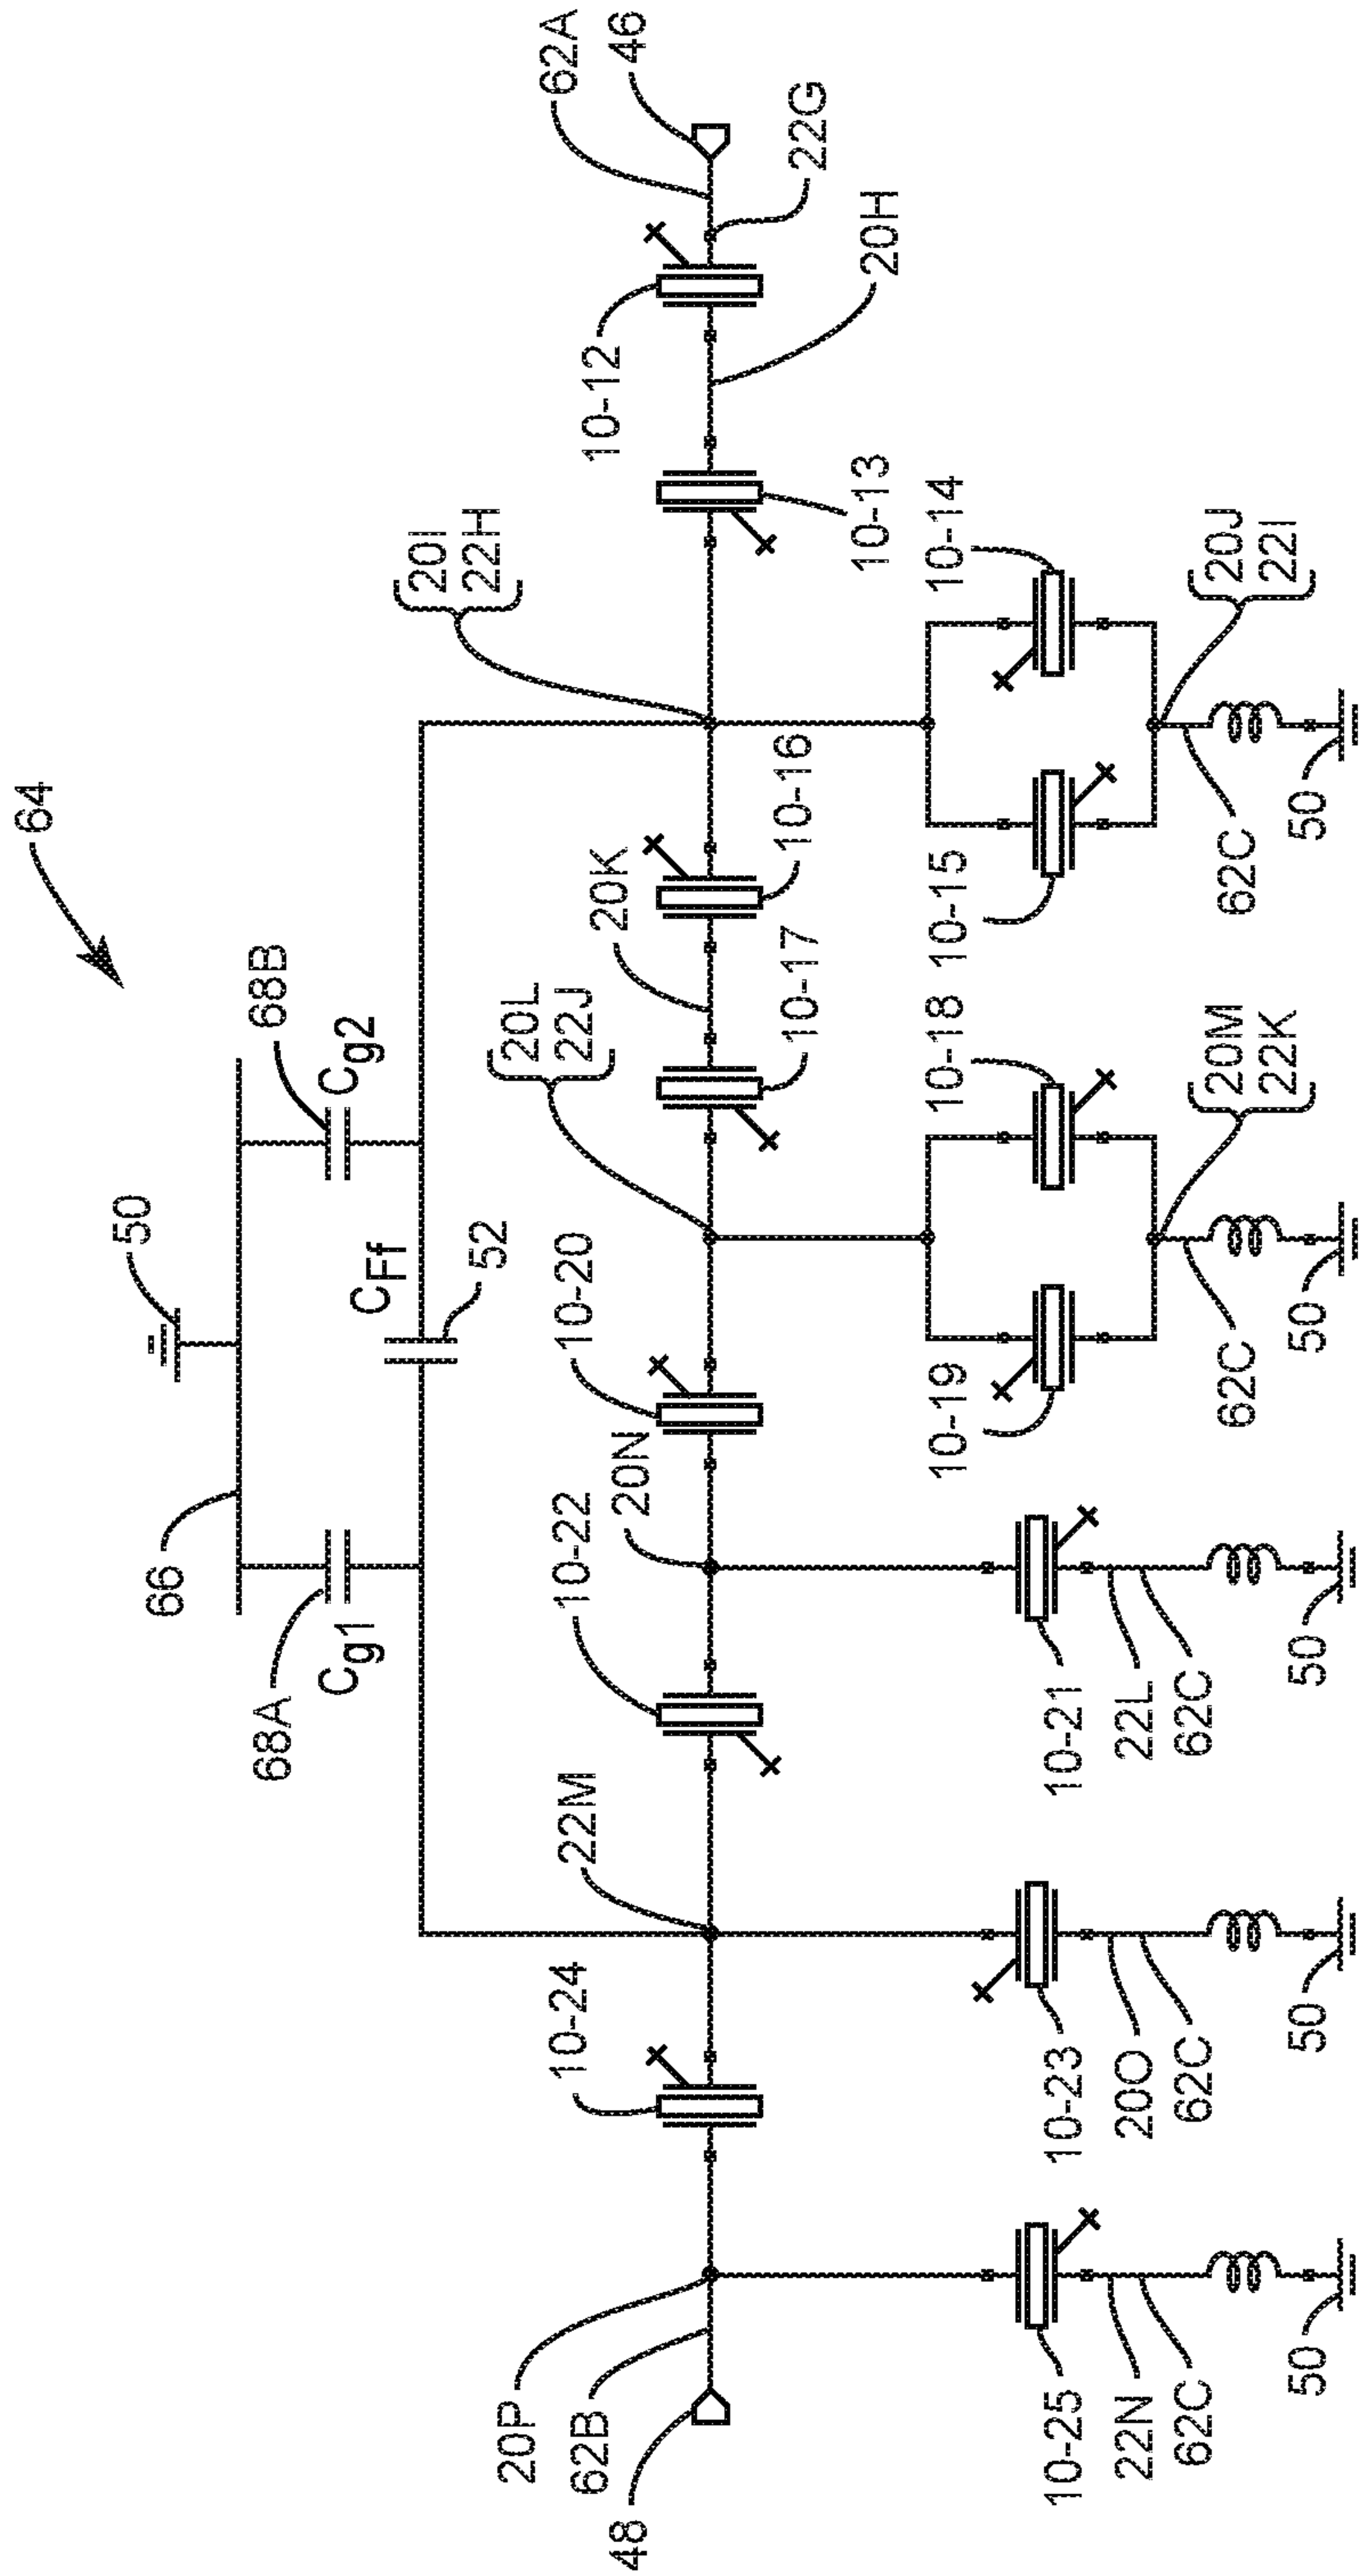 64
66
50
68A
Cg1
68B
Cg2
CFf
52
20I
22H
62A
46
20L
22J
20K
10-12
22G
20P
62B
48
10-24
22M
10-22
20N
10-20
10-17
10-16
10-13
20H
10-25
22N
62C
50
10-23
20O
62C
50
10-21
22L
62C
50
10-19
10-18
20M
22K
62C
50
10-15
10-14
20J
22I
62C
50